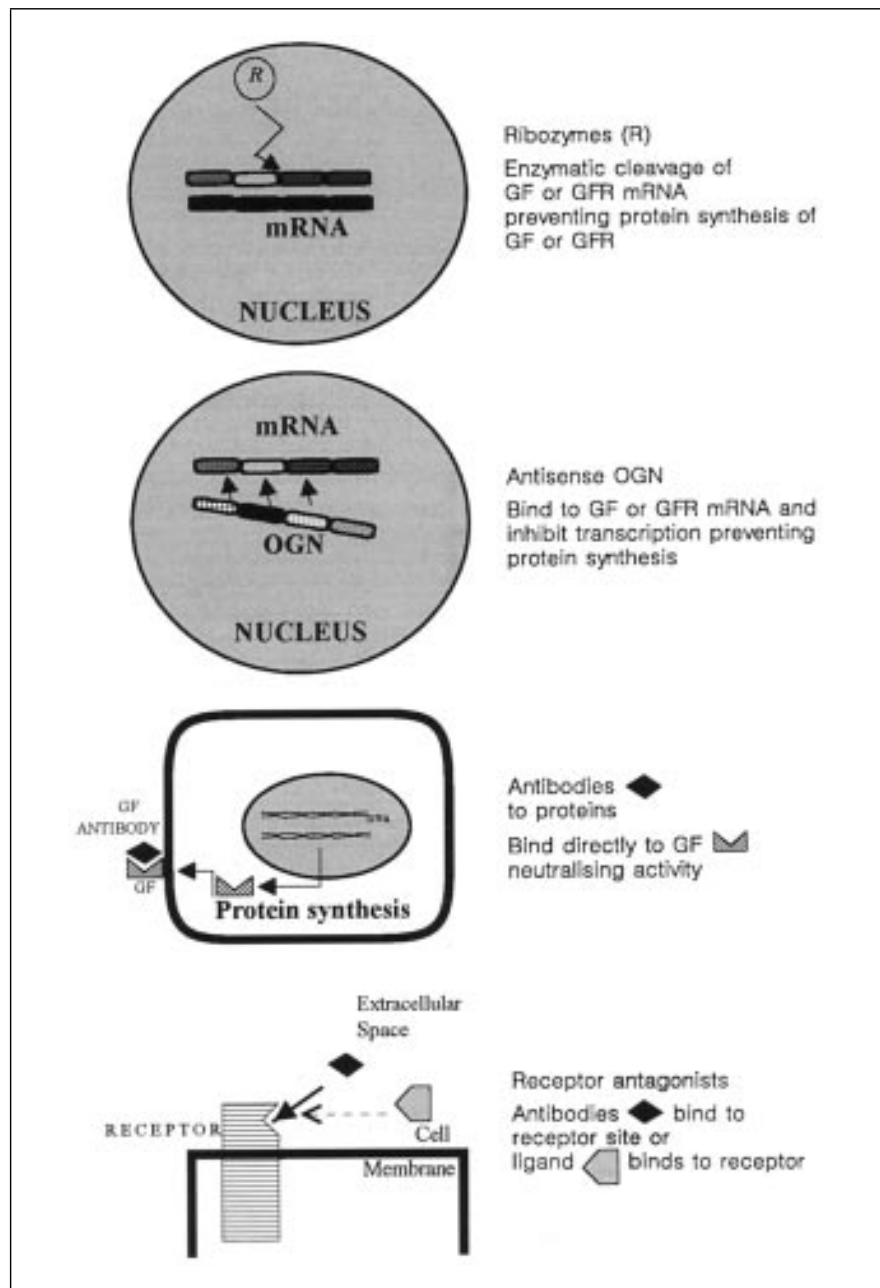 R
mRNA
NUCLEUS
Ribozymes (R)
Enzymatic cleavage of
GF or GFR mRNA
preventing protein synthesis of
GF or GFR
mRNA
OGN
NUCLEUS
Antisense OGN
Bind to GF or GFR mRNA and
inhibit transcription preventing
protein synthesis
GF
ANTIBODY
GF
Protein synthesis
Antibodies
to proteins
Bind directly to GF
neutralising activity
Extracellular
Space
RECEPTOR
Cell
Membrane
Receptor antagonists
Antibodies bind to
receptor site or
ligand binds to receptor